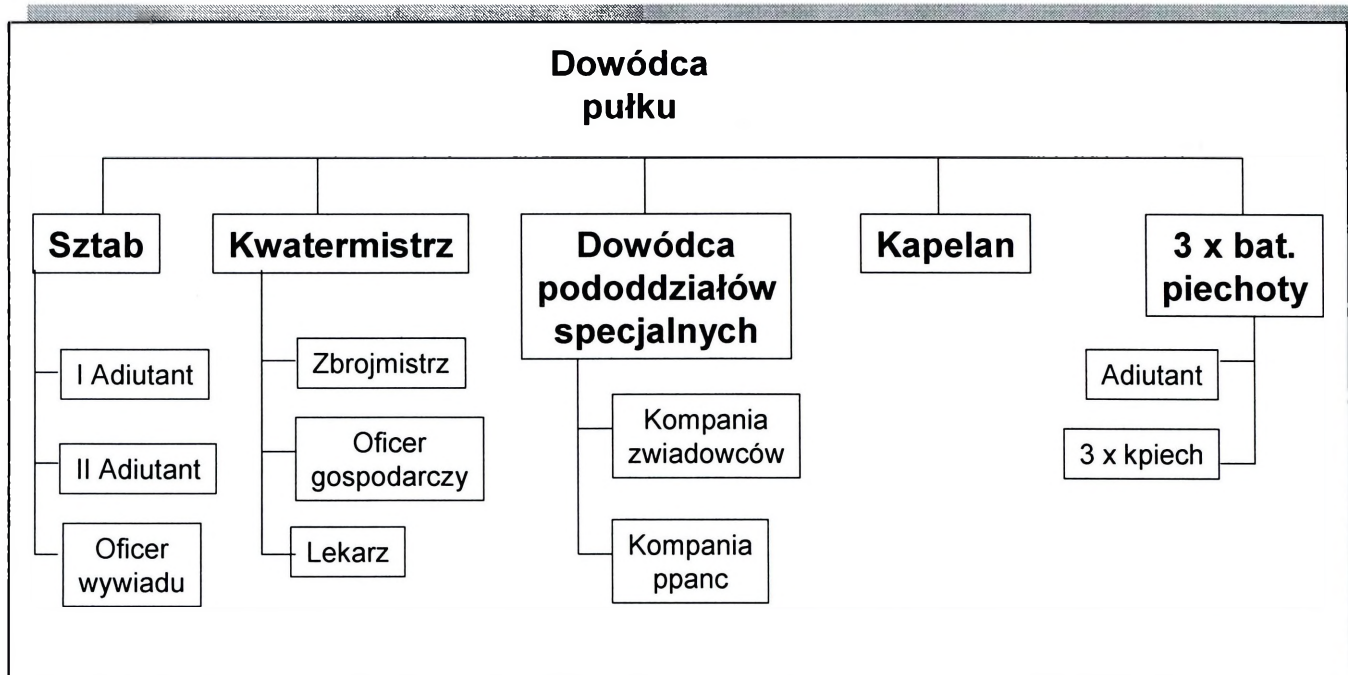 Dowódca
pułku
Sztab
I Adiutant
II Adiutant
Oficer
wywiadu
Kwatermistrz
Zbrojmistrz
Oficer
gospodarczy
Lekarz
Dowódca
pododdziałów
specjalnych
Kompania
zwiadowców
Kompania
ppanc
Kapelan
3 x bat.
piechoty
Adiutant
3 x kpiech